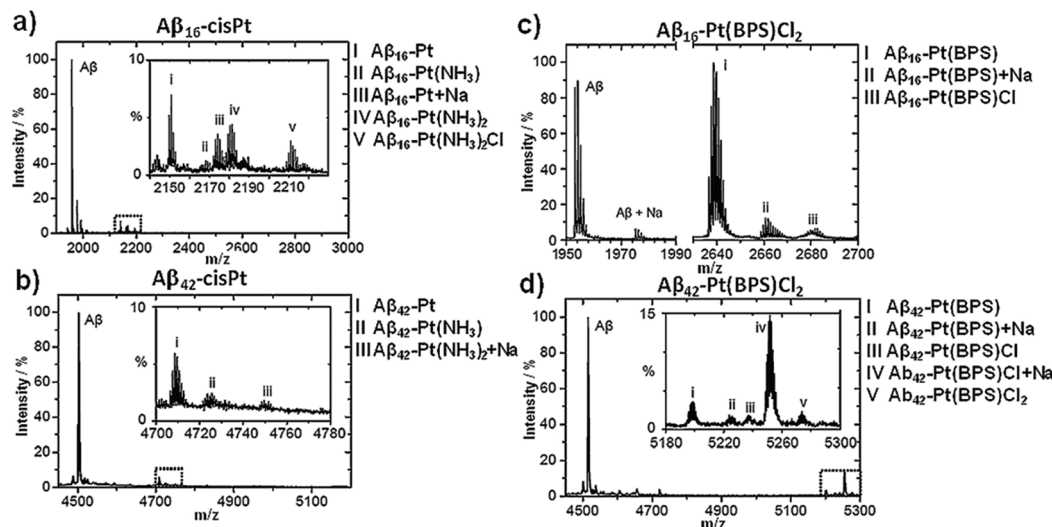 a)
Aβ16-cisPt
Intensity / %
100
80
60
40
20
0
Aβ
10
%
0
i
ii
iii
iv
v
2150 2170 2190 2210
2000 2200 2400 2600 2800 3000
m/z
I Aβ16-Pt
II Aβ16-Pt(NH3)
III Aβ16-Pt+Na
IV Aβ16-Pt(NH3)2
V Aβ16-Pt(NH3)2Cl
c)
Aβ16-Pt(BPS)Cl2
Intensity / %
100
80
60
40
20
0
Aβ
Aβ + Na
i
ii
iii
1950 1960 1970 1980 1990 2640 2660 2680 2700
m/z
I Aβ16-Pt(BPS)
II Aβ16-Pt(BPS)+Na
III Aβ16-Pt(BPS)Cl
b)
Aβ42-cisPt
Intensity / %
100
80
60
40
20
0
Aβ
10
%
0
i
ii
iii
4700 4720 4740 4760 4780
4500 4700 4900 5100
m/z
I Aβ42-Pt
II Aβ42-Pt(NH3)
III Aβ42-Pt(NH3)2+Na
d)
Aβ42-Pt(BPS)Cl2
Intensity / %
100
80
60
40
20
0
Aβ
15
%
0
i
ii
iii
iv
v
5180 5220 5260 5300
4500 4700 4900 5100 5300
m/z
I Aβ42-Pt(BPS)
II Aβ42-Pt(BPS)+Na
III Aβ42-Pt(BPS)Cl
IV Ab42-Pt(BPS)Cl+Na
V Ab42-Pt(BPS)Cl2